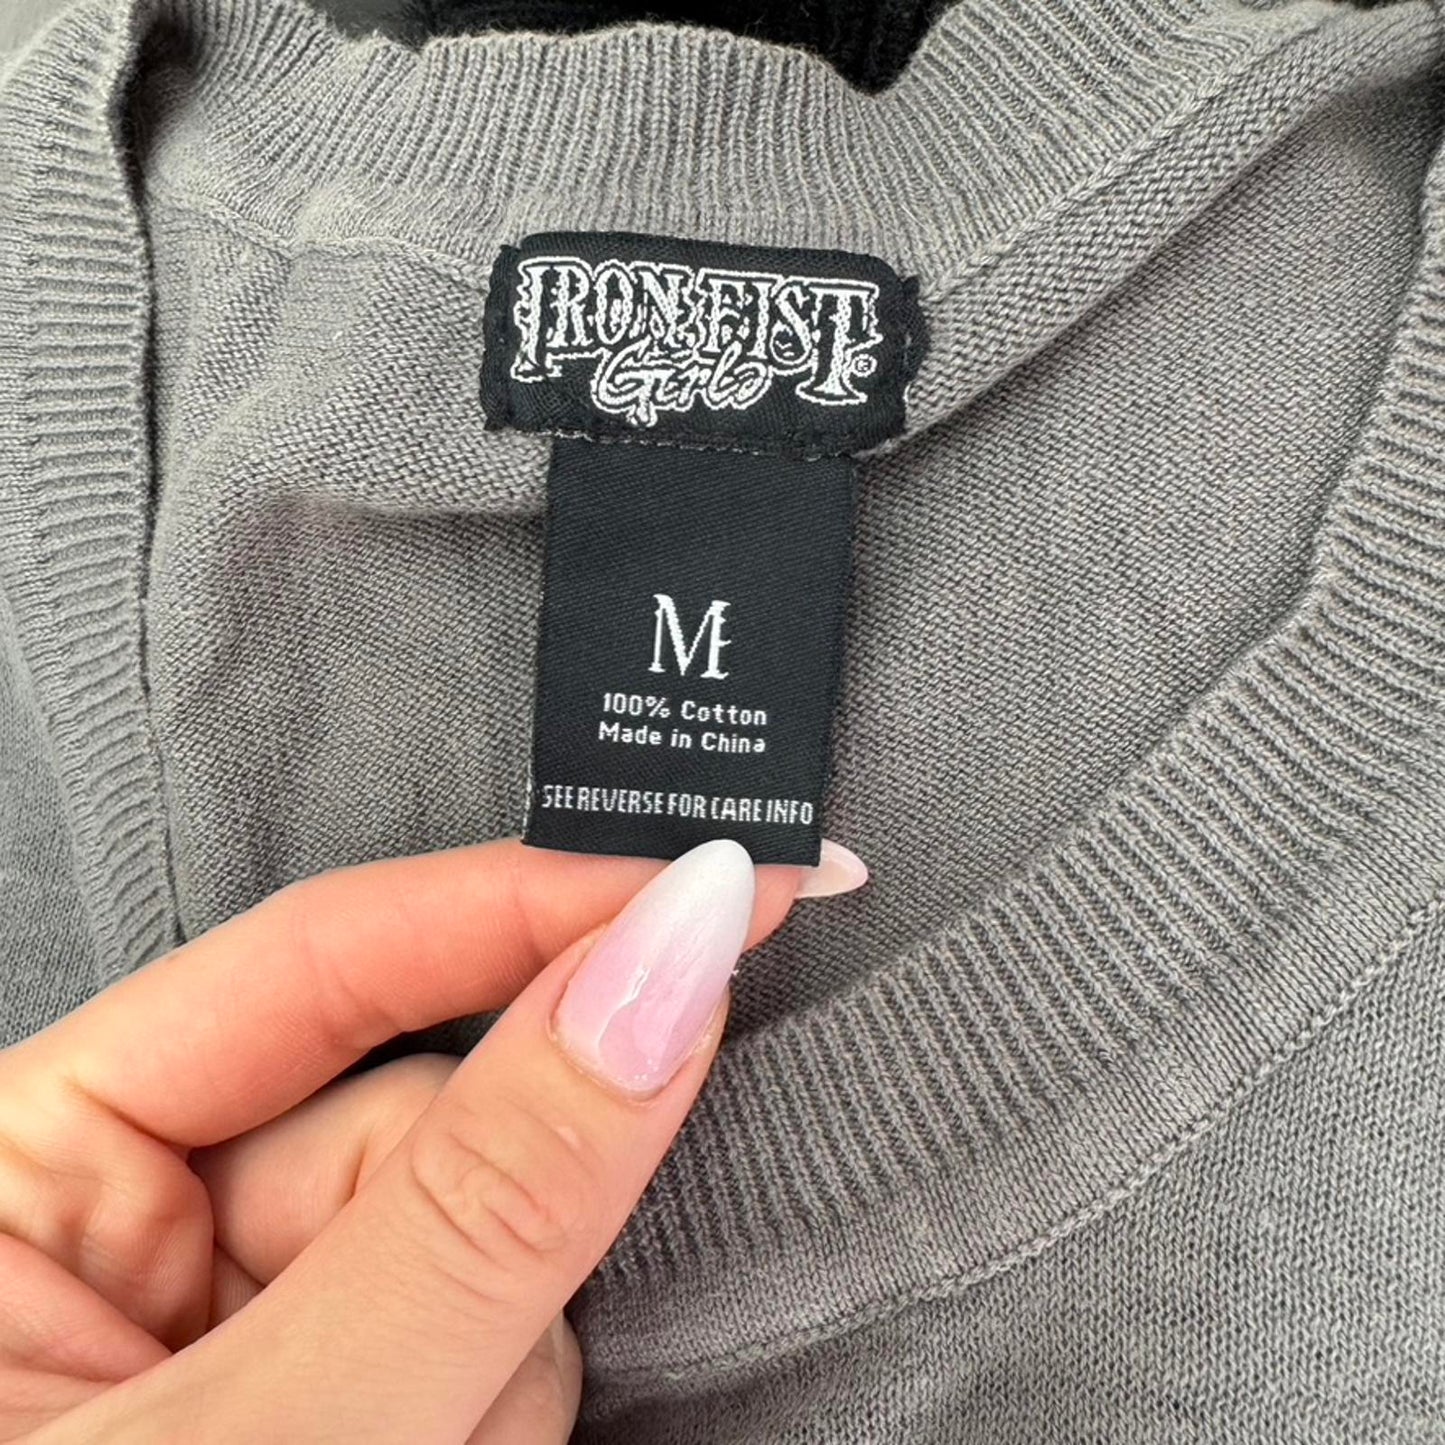 IRON FIST
Girls ®
M
100% Cotton
Made in China
SEE REVERSE FOR CARE INFO